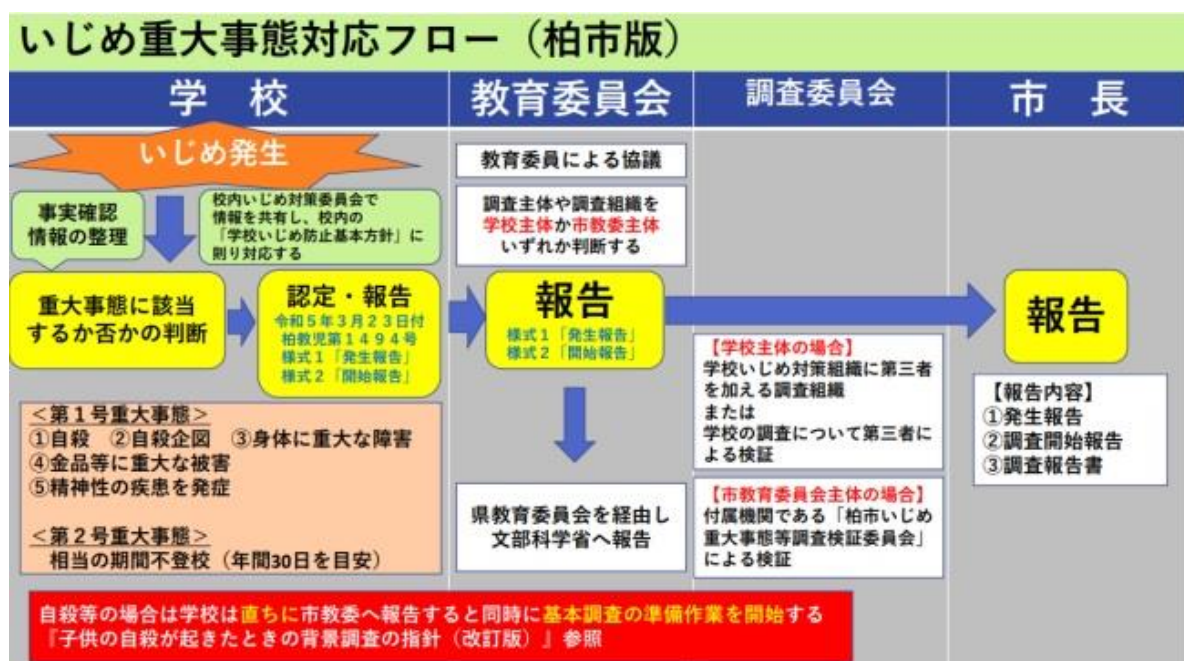 いじめ重大事態対応フロー（柏市版）
学　校
教育委員会
調査委員会
市　長
いじめ発生
事実確認
情報の整理
校内いじめ対策委員会で
情報を共有し、校内の
「学校いじめ防止基本方針」に
則り対応する
重大事態に該当
するか否かの判断
認定・報告
令和５年３月２３日付
柏教児第１４９４号
様式１「発生報告」
様式２「開始報告」
＜第１号重大事態＞
①自殺　②自殺企図　③身体に重大な障害
④金品等に重大な被害
⑤精神性の疾患を発症
＜第２号重大事態＞
相当の期間不登校（年間30日を目安）
教育委員による協議
調査主体や調査組織を
学校主体か市教委主体
いずれか判断する
報告
様式１「発生報告」
様式２「開始報告」
県教育委員会を経由し
文部科学省へ報告
【学校主体の場合】
学校いじめ対策組織に第三者
を加える調査組織
または
学校の調査について第三者に
よる検証
【市教育委員会主体の場合】
付属機関である「柏市いじめ
重大事態等調査検証委員会」
による検証
報告
【報告内容】
①発生報告
②調査開始報告
③調査報告書
自殺等の場合は学校は直ちに市教委へ報告すると同時に基本調査の準備作業を開始する
『子供の自殺が起きたときの背景調査の指針（改訂版）』参照